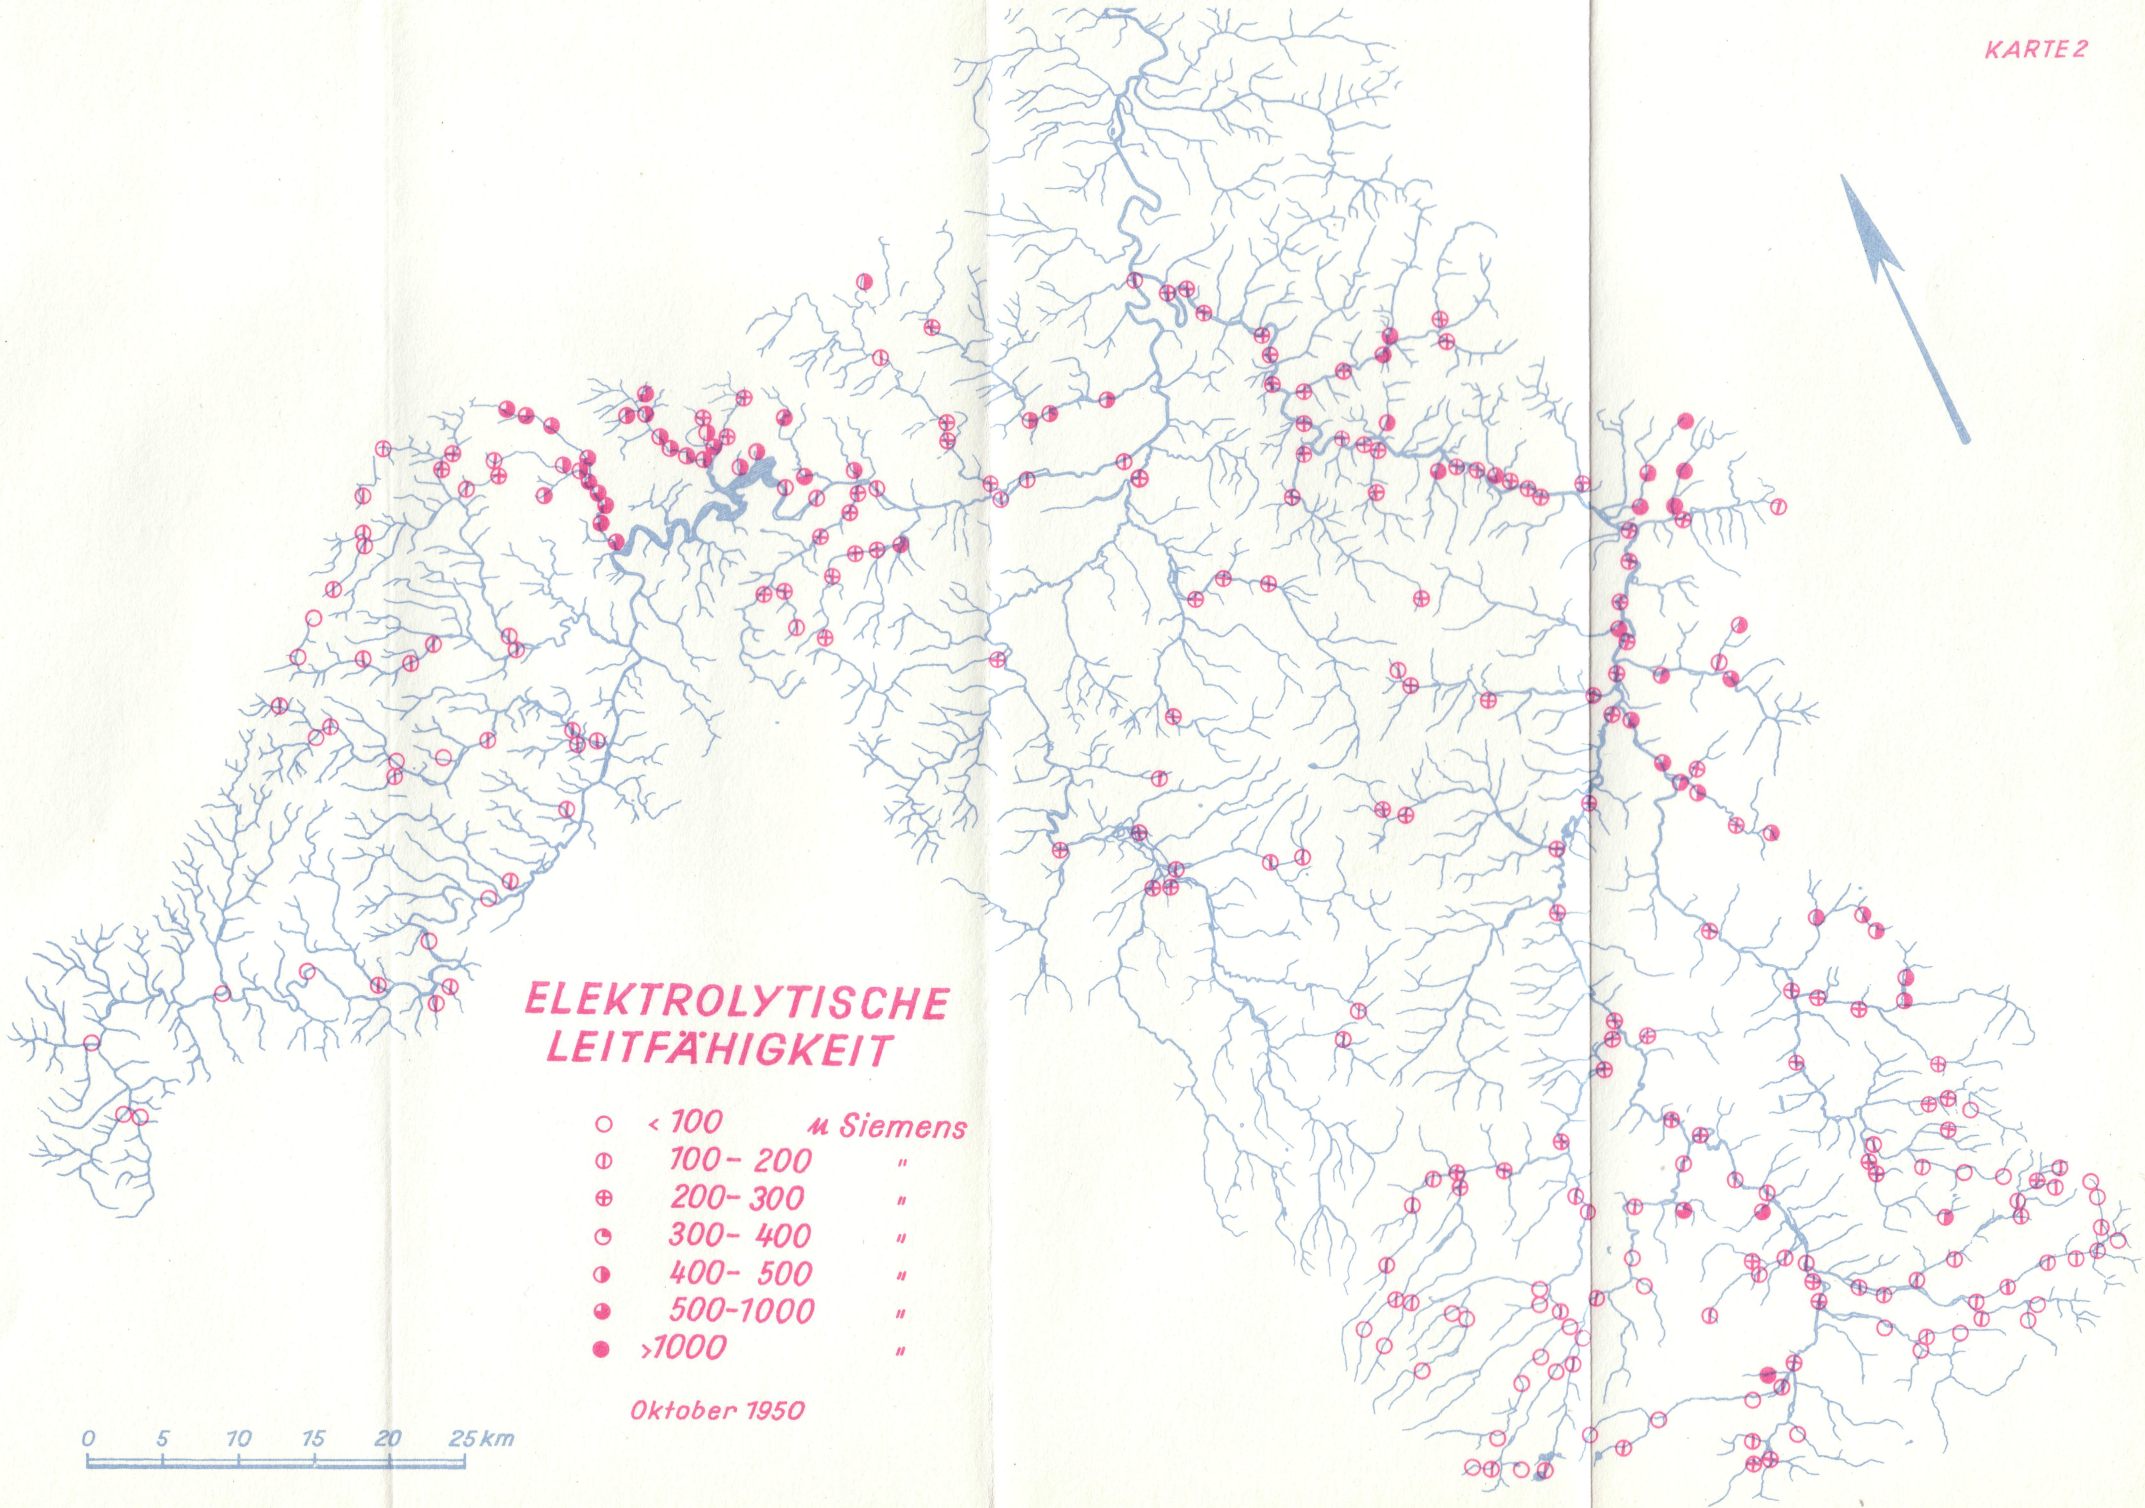 KARTE 2
ELEKTROLYTISCHE
LEITFÄHIGKEIT
< 100 µ Siemens
100 - 200 "
200 - 300 "
300 - 400 "
400 - 500 "
500 - 1000 "
>1000 "
Oktober 1950
0 5 10 15 20 25 km